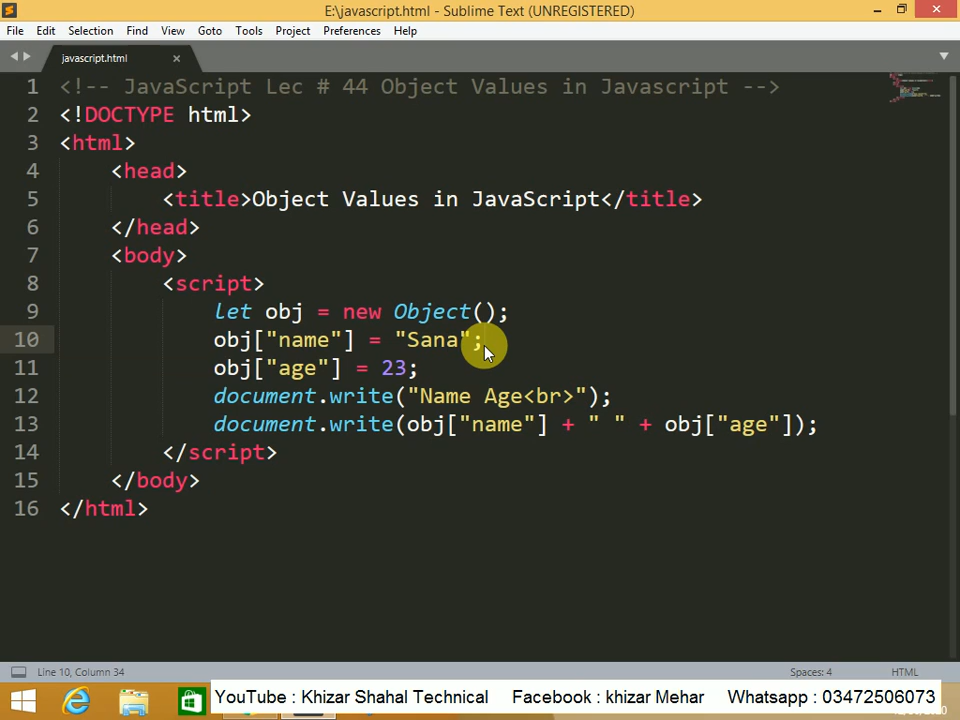 E:\javascript.html - Sublime Text (UNREGISTERED)
File Edit Selection Find View Goto Tools Project Preferences Help
javascript.html
1 <!-- JavaScript Lec # 44 Object Values in Javascript -->
2 <!DOCTYPE html>
3 <html>
4 <head>
5 <title>Object Values in JavaScript</title>
6 </head>
7 <body>
8 <script>
9 let obj = new Object();
10 obj["name"] = "Sana";
11 obj["age"] = 23;
12 document.write("Name Age<br>");
13 document.write(obj["name"] + " " + obj["age"]);
14 </script>
15 </body>
16 </html>
Line 10, Column 34 Spaces: 4 HTML
YouTube : Khizar Shahal Technical Facebook : khizar Mehar Whatsapp : 03472506073